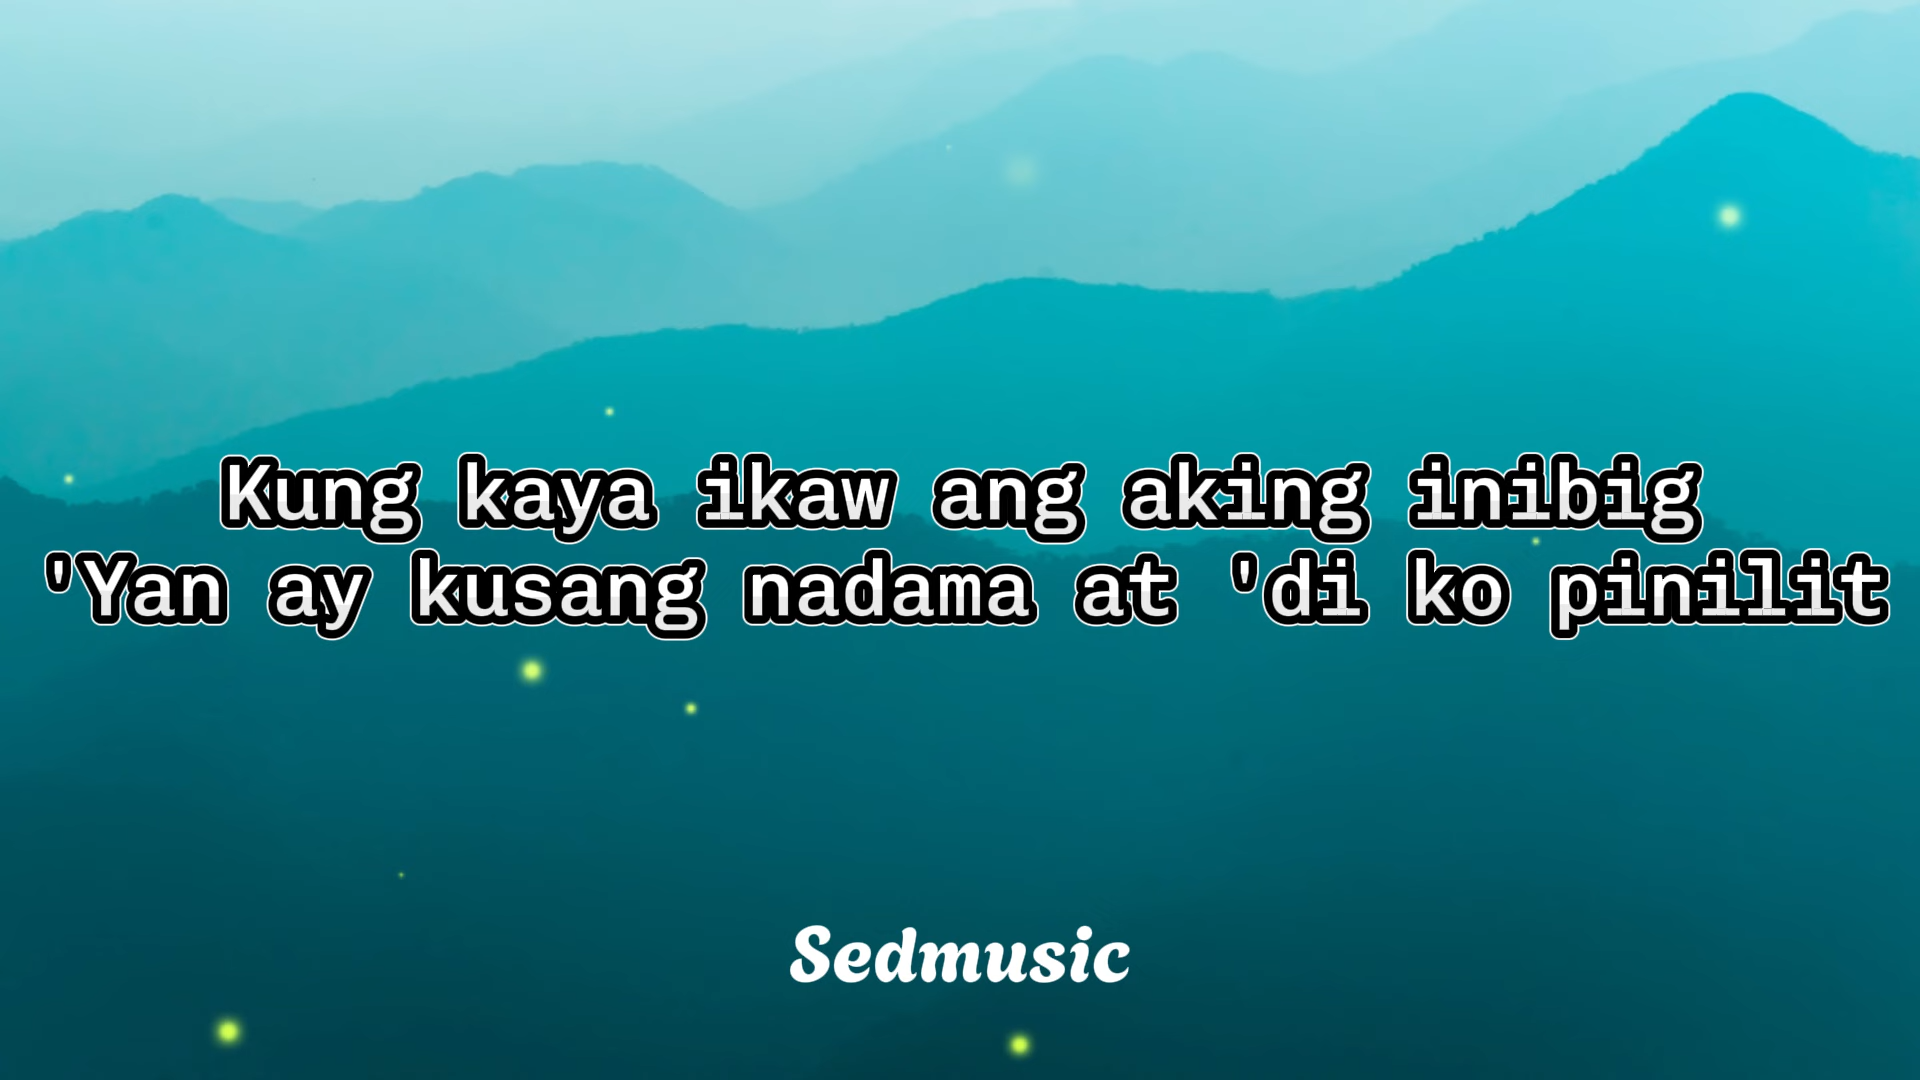 Kung kaya ikaw ang aking inibig
'Yan ay kusang nadama at 'di ko pinilit
Sedmusic